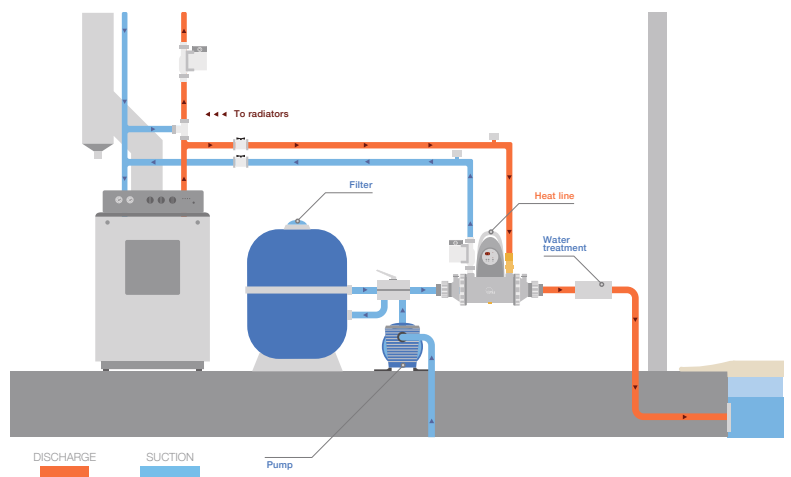 To radiators
Filter
Heat line
Water
treatment
DISCHARGE
SUCTION
Pump